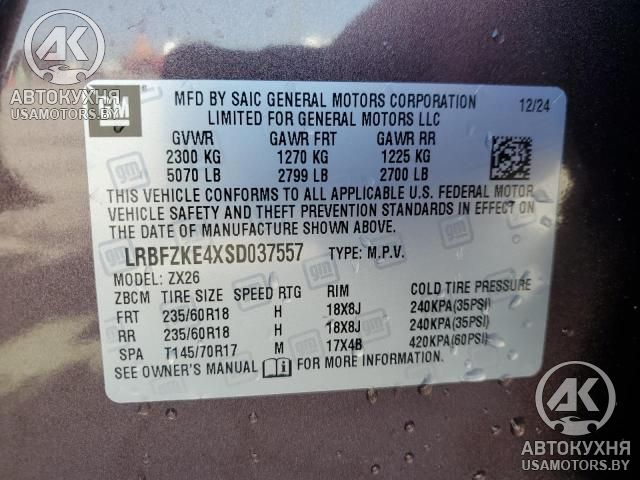 AK
АВТОКУХНЯ
USAMOTORS.BY
GM
MFD BY SAIC GENERAL MOTORS CORPORATION 12/24
LIMITED FOR GENERAL MOTORS LLC
GVWR GAWR FRT GAWR RR
2300 KG 1270 KG 1225 KG
5070 LB 2799 LB 2700 LB
THIS VEHICLE CONFORMS TO ALL APPLICABLE U.S. FEDERAL MOTOR
VEHICLE SAFETY AND THEFT PREVENTION STANDARDS IN EFFECT ON
THE DATE OF MANUFACTURE SHOWN ABOVE.
LRBFZKE4XSD037557 TYPE: M.P.V.
MODEL: ZX26
ZBCM TIRE SIZE SPEED RTG RIM COLD TIRE PRESSURE
FRT 235/60R18 H 18X8J 240KPA(35PSI)
RR 235/60R18 H 18X8J 240KPA(35PSI)
SPA T145/70R17 M 17X4B 420KPA(60PSI)
SEE OWNER'S MANUAL FOR MORE INFORMATION.
AK
АВТОКУХНЯ
USAMOTORS.BY